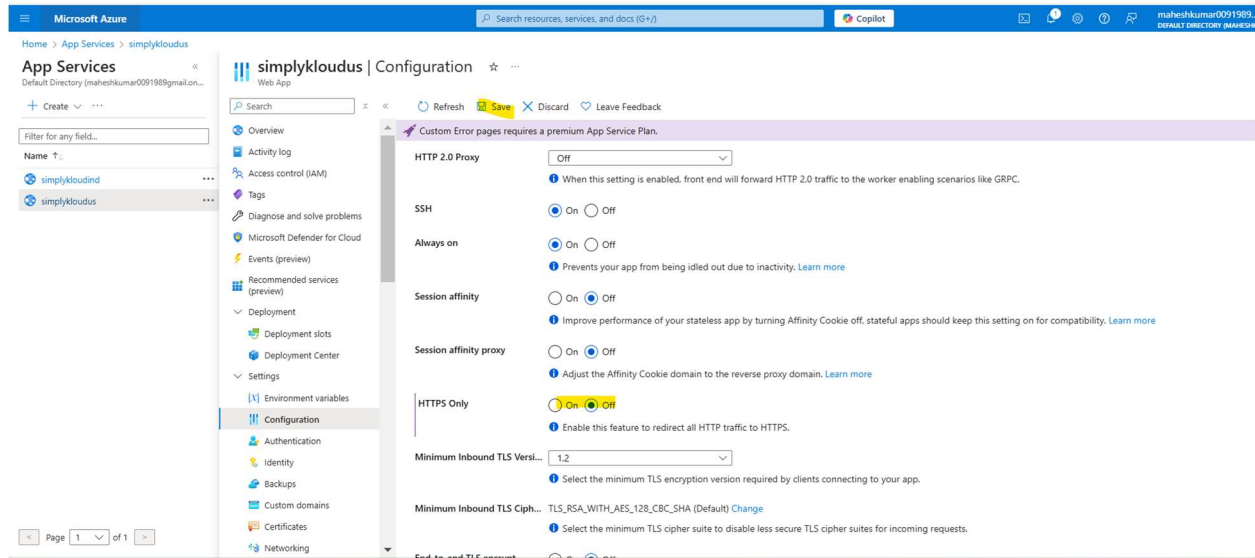 Microsoft Azure
Search resources, services, and docs (G+/)
Copilot
1
maheshkumar0091989...
DEFAULT DIRECTORY (MAHESHK
Home > App Services > simplykloudus
App Services
Default Directory (maheshkumar0091989gmail.on...
+ Create
Filter for any field...
Name ↑
simplykloudind
simplykloudus
Page 1 of 1
simplykloudus | Configuration
Web App
Search
Overview
Activity log
Access control (IAM)
Tags
Diagnose and solve problems
Microsoft Defender for Cloud
Events (preview)
Recommended services
(preview)
Deployment
Deployment slots
Deployment Center
Settings
Environment variables
Configuration
Authentication
Identity
Backups
Custom domains
Certificates
Networking
Refresh Save Discard Leave Feedback
Custom Error pages requires a premium App Service Plan.
HTTP 2.0 Proxy Off
When this setting is enabled, front end will forward HTTP 2.0 traffic to the worker enabling scenarios like GRPC.
SSH On Off
Always on On Off
Prevents your app from being idled out due to inactivity. Learn more
Session affinity On Off
Improve performance of your stateless app by turning Affinity Cookie off, stateful apps should keep this setting on for compatibility. Learn more
Session affinity proxy On Off
Adjust the Affinity Cookie domain to the reverse proxy domain. Learn more
HTTPS Only On Off
Enable this feature to redirect all HTTP traffic to HTTPS.
Minimum Inbound TLS Versi... 1.2
Select the minimum TLS encryption version required by clients connecting to your app.
Minimum Inbound TLS Ciph... TLS_RSA_WITH_AES_128_CBC_SHA (Default) Change
Select the minimum TLS cipher suite to disable less secure TLS cipher suites for incoming requests.
End-to-end TLS encrypt On Off